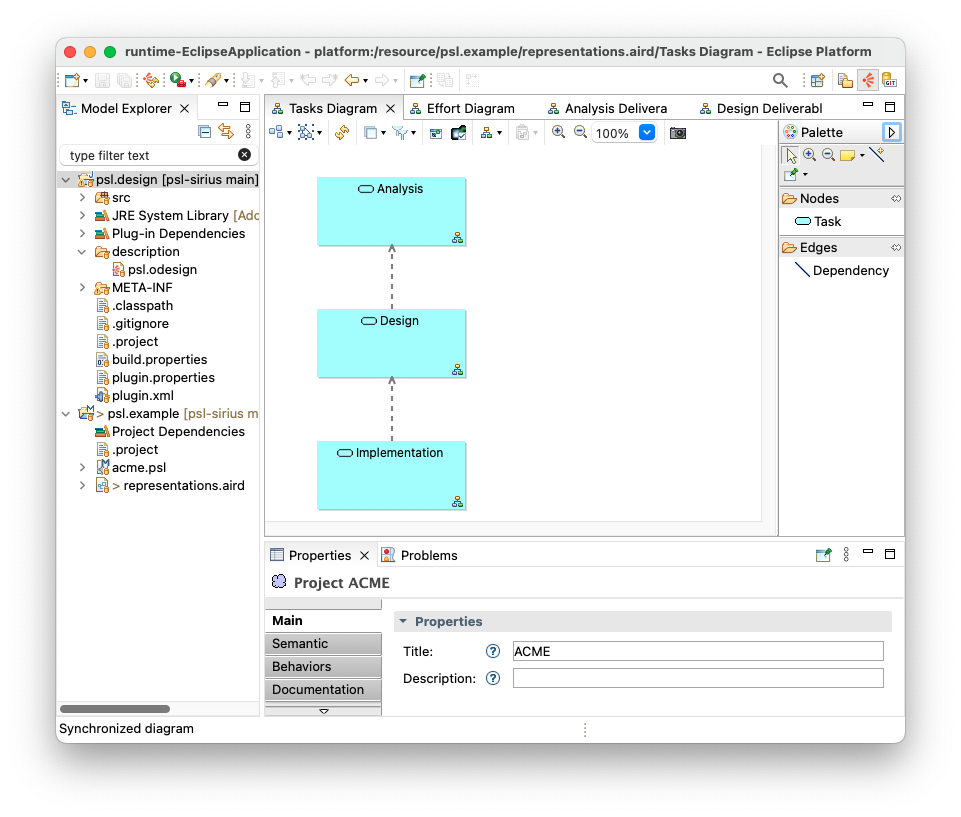 runtime-EclipseApplication - platform:/resource/psl.example/representations.aird/Tasks Diagram - Eclipse Platform
GIT
Model Explorer
Tasks Diagram
Effort Diagram
Analysis Delivera
Design Deliverabl
100%
Palette
type filter text
psl.design [psl-sirius main]
src
JRE System Library [Adc
Plug-in Dependencies
description
psl.odesign
META-INF
.classpath
.gitignore
.project
build.properties
plugin.properties
plugin.xml
> psl.example [psl-sirius m
Project Dependencies
.project
acme.psl
> representations.aird
Analysis
Design
Implementation
Nodes
Task
Edges
Dependency
Properties
Problems
Project ACME
Main
Semantic
Behaviors
Documentation
Properties
Title:
ACME
Description:
Synchronized diagram